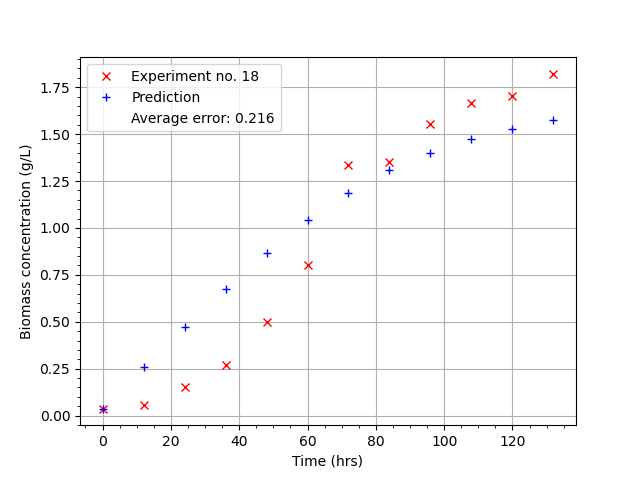 Experiment no. 18
Prediction
Average error: 0.216
1.75
1.50
1.25
1.00
0.75
0.50
0.25
0.00
Biomass concentration (g/L)
0 20 40 60 80 100 120
Time (hrs)